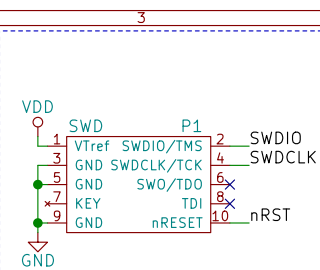 3
VDD
SWD P1
1 VTref SWDIO/TMS 2 SWDIO
3 GND SWDCLK/TCK 4 SWDCLK
5 GND SWO/TDO 6
7 KEY TDI 8
9 GND nRESET 10 nRST
GND